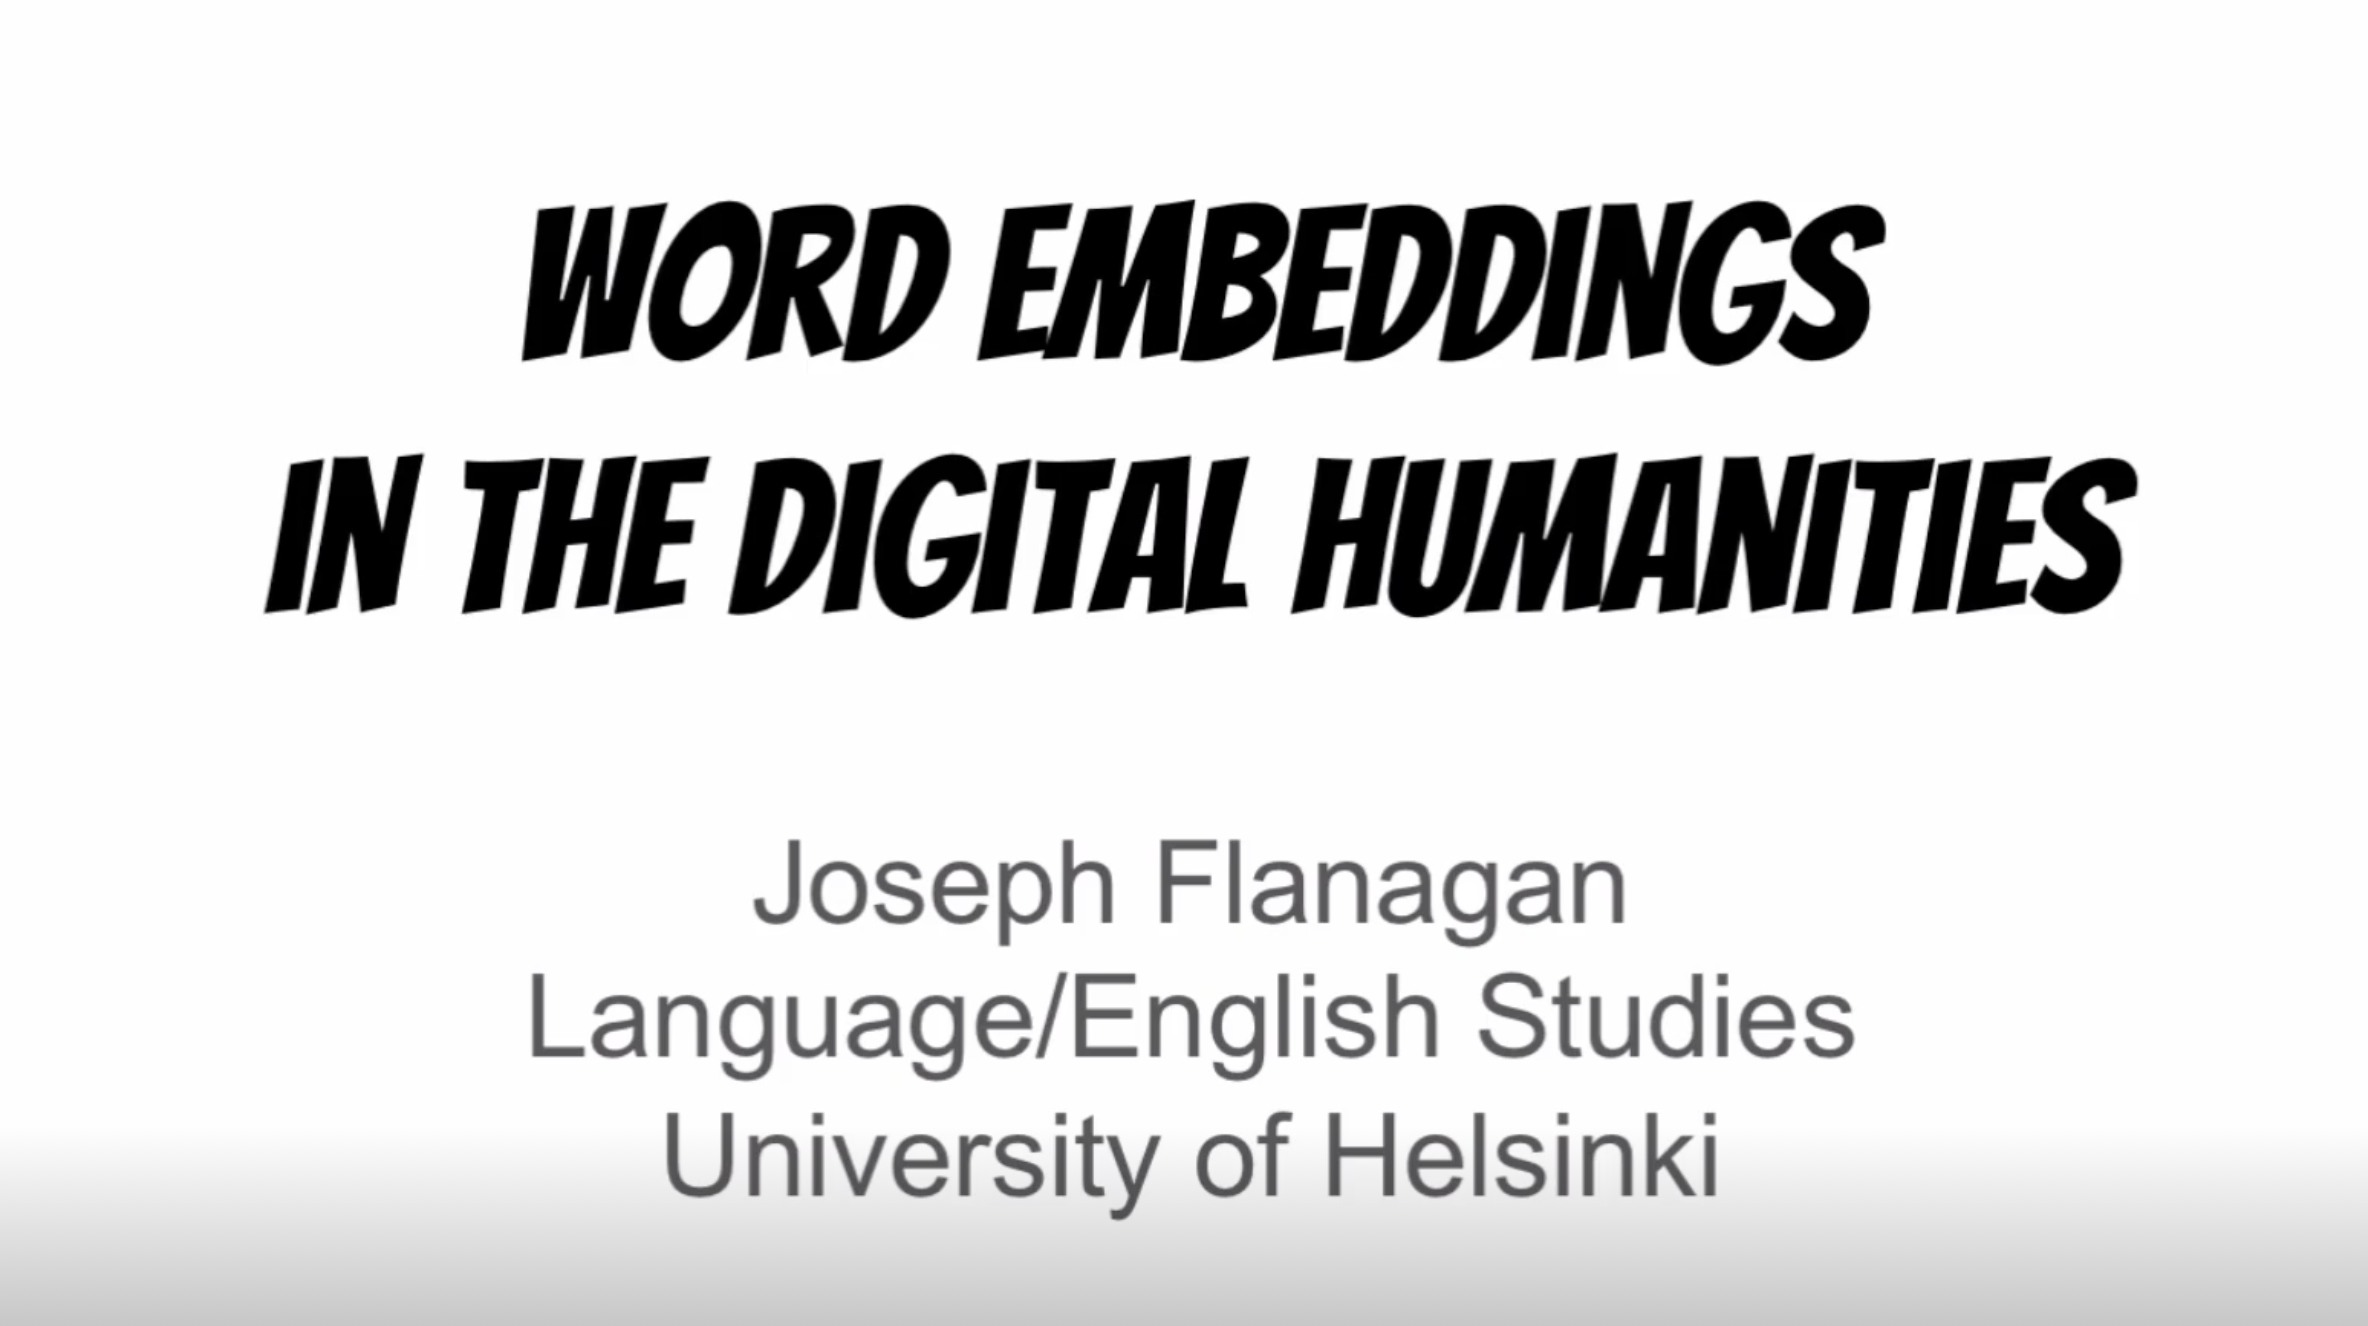 WORD EMBEDDINGS
IN THE DIGITAL HUMANITIES
Joseph Flanagan
Language/English Studies
University of Helsinki